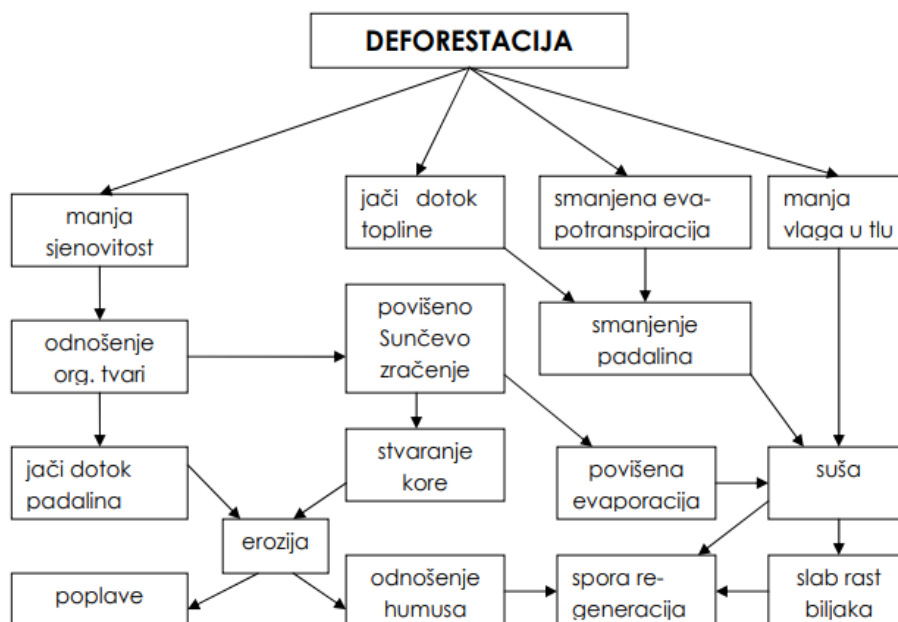 DEFORESTACIJA
manja
sjenovitost
jači dotok
topline
smanjena eva-
potranspiracija
manja
vlaga u tlu
odnošenje
org. tvari
povišeno
Sunčevo
zračenje
smanjenje
padalina
jači dotok
padalina
stvaranje
kore
povišena
evaporacija
suša
erozija
poplave
odnošenje
humusa
spora re-
generacija
slab rast
biljaka